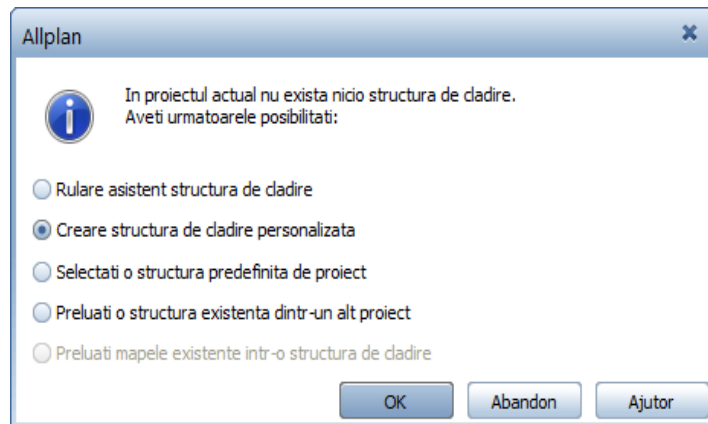 Allplan
In proiectul actual nu exista nicio structura de cladire.
Aveti urmatoarele posibilitati:
Rulare asistent structura de cladire
Creare structura de cladire personalizata
Selectati o structura predefinita de proiect
Preluati o structura existenta dintr-un alt proiect
Preluati mapele existente intr-o structura de cladire
OK Abandon Ajutor